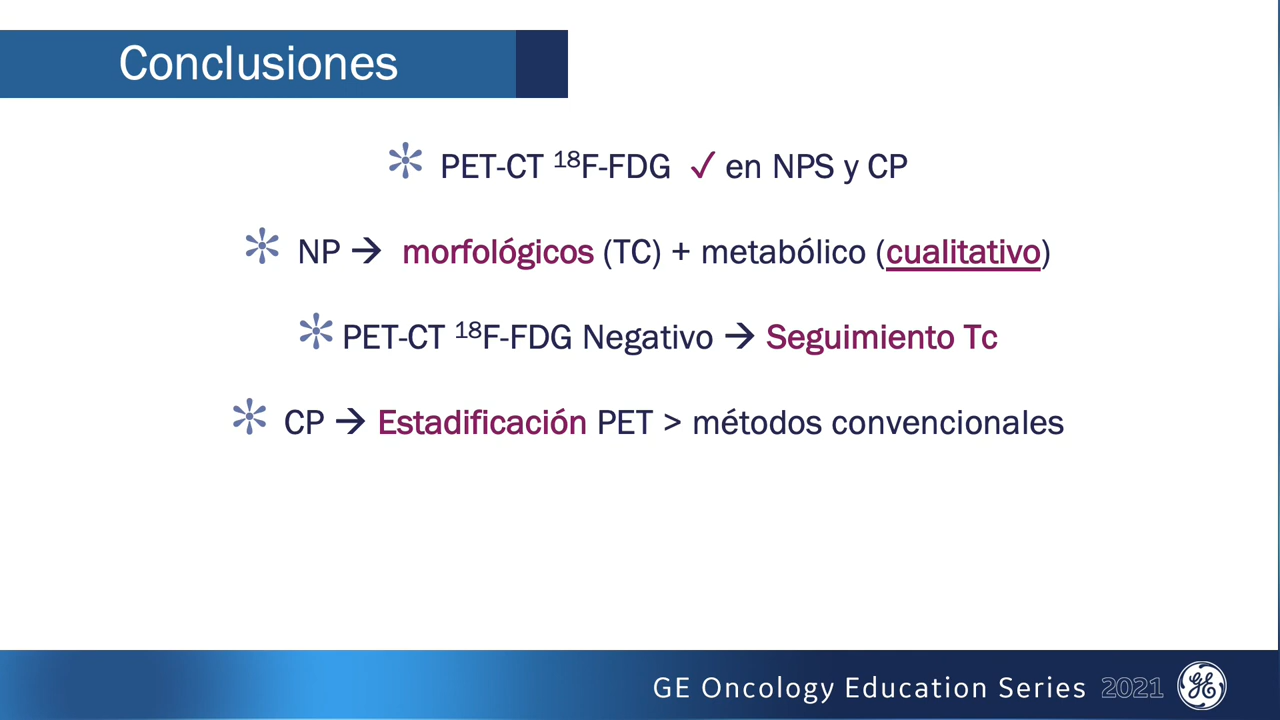 Conclusiones
PET-CT ¹⁸F-FDG ✓ en NPS y CP
NP → morfológicos (TC) + metabólico (cualitativo)
PET-CT ¹⁸F-FDG Negativo → Seguimiento Tc
CP → Estadificación PET > métodos convencionales
GE Oncology Education Series 2021